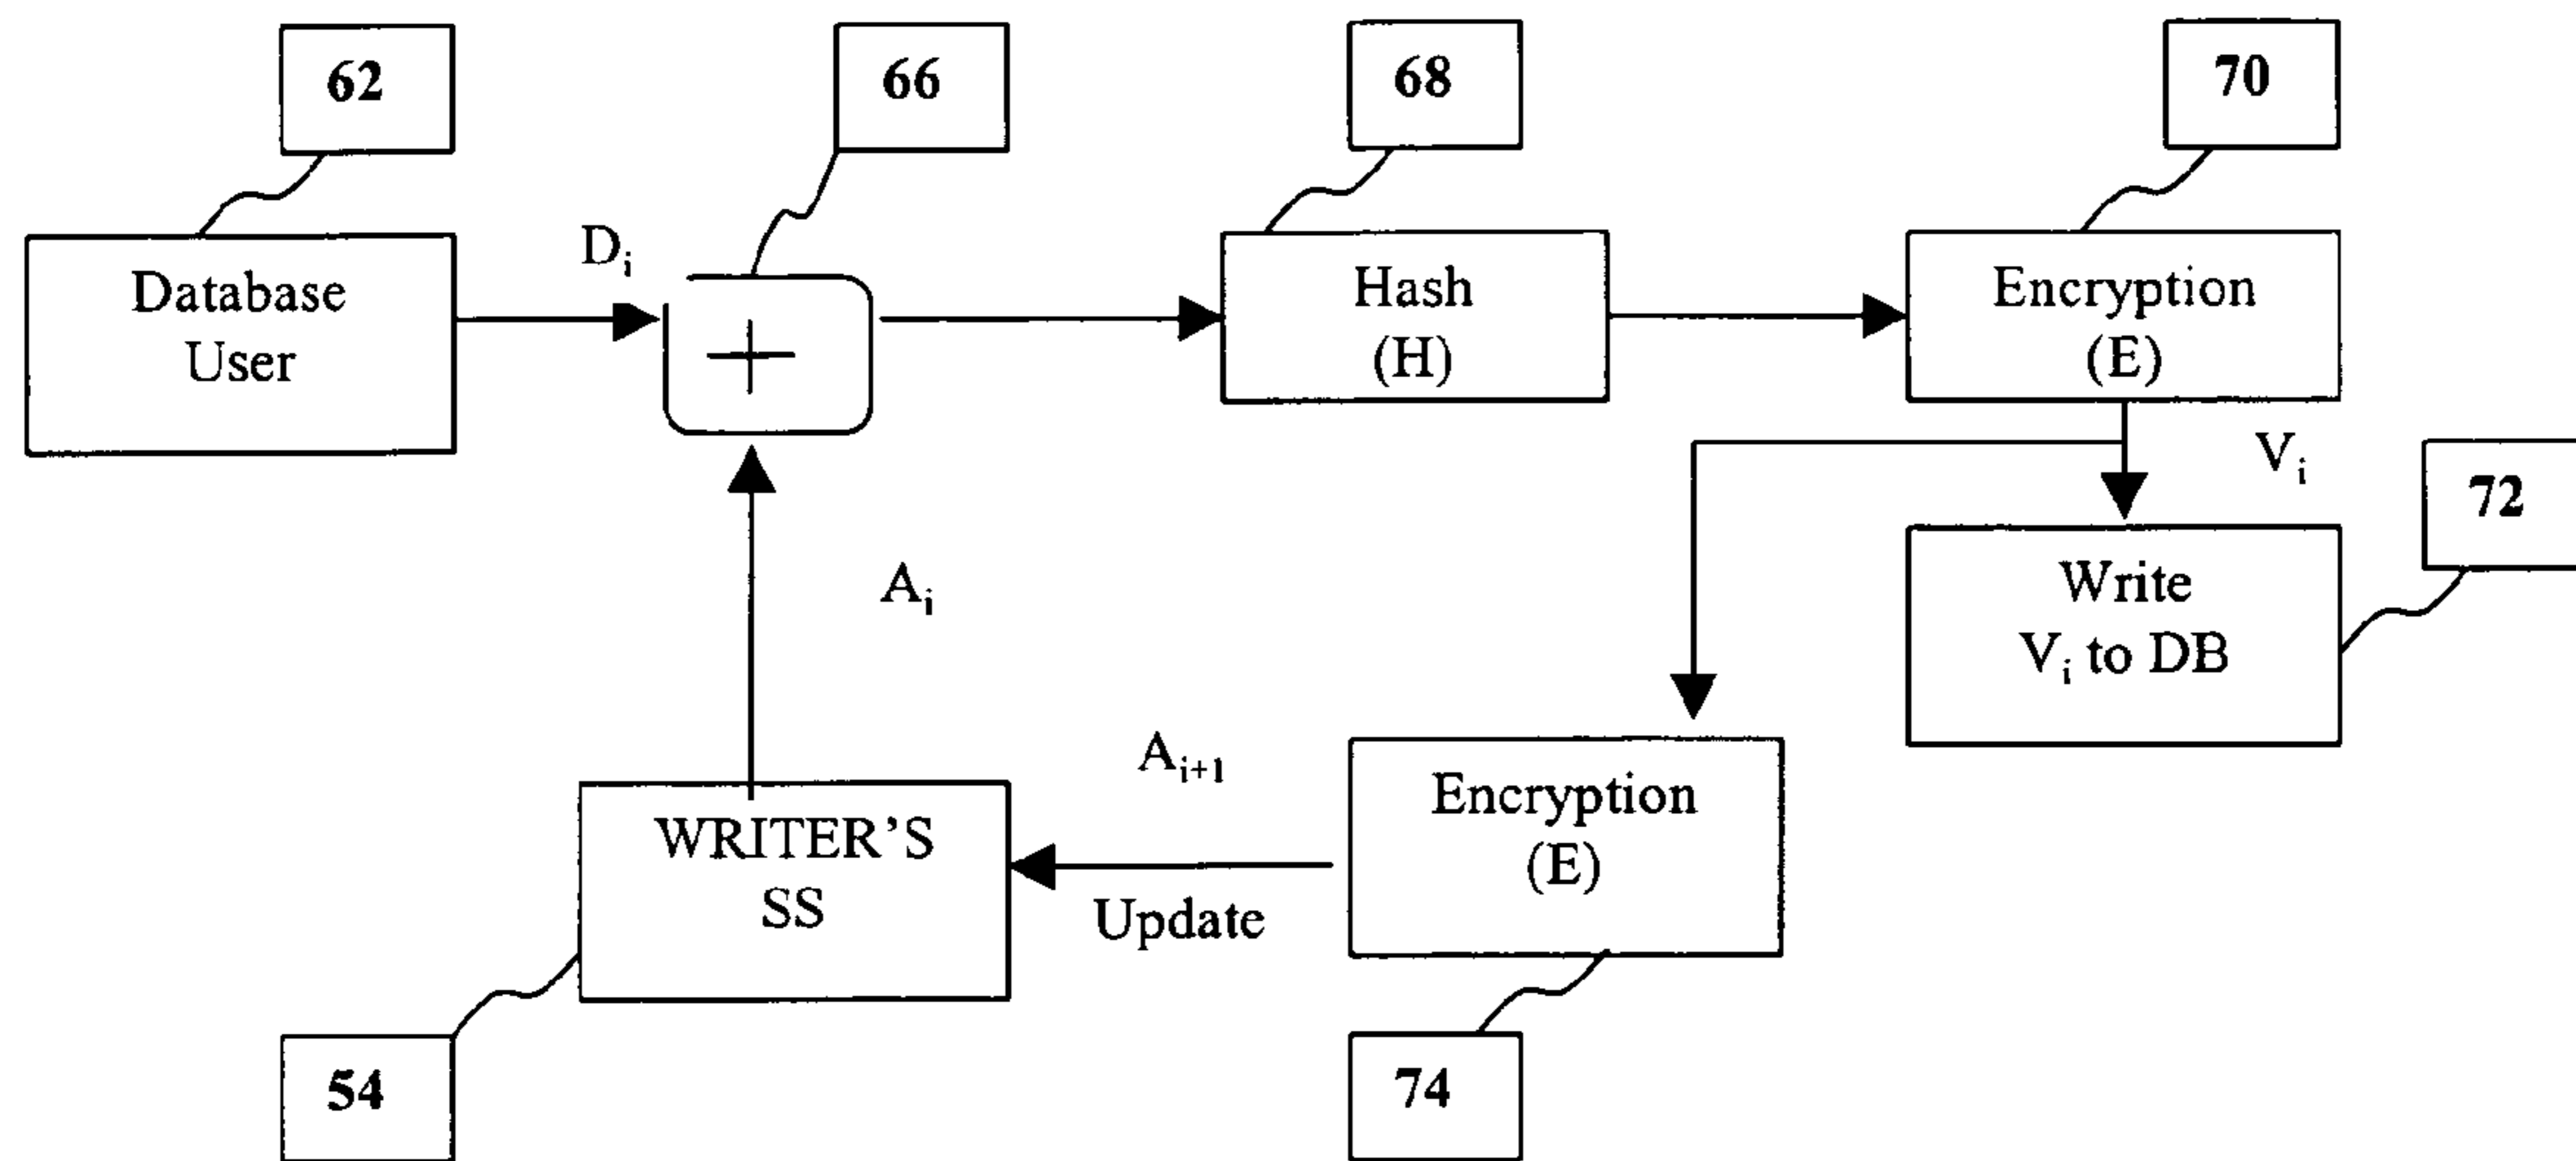 62
66
68
70
Database
User
Dᵢ
+
Hash
(H)
Encryption
(E)
Vᵢ
72
Write
Vᵢ to DB
Aᵢ
Aᵢ₊₁
Update
Encryption
(E)
WRITER’S
SS
54
74